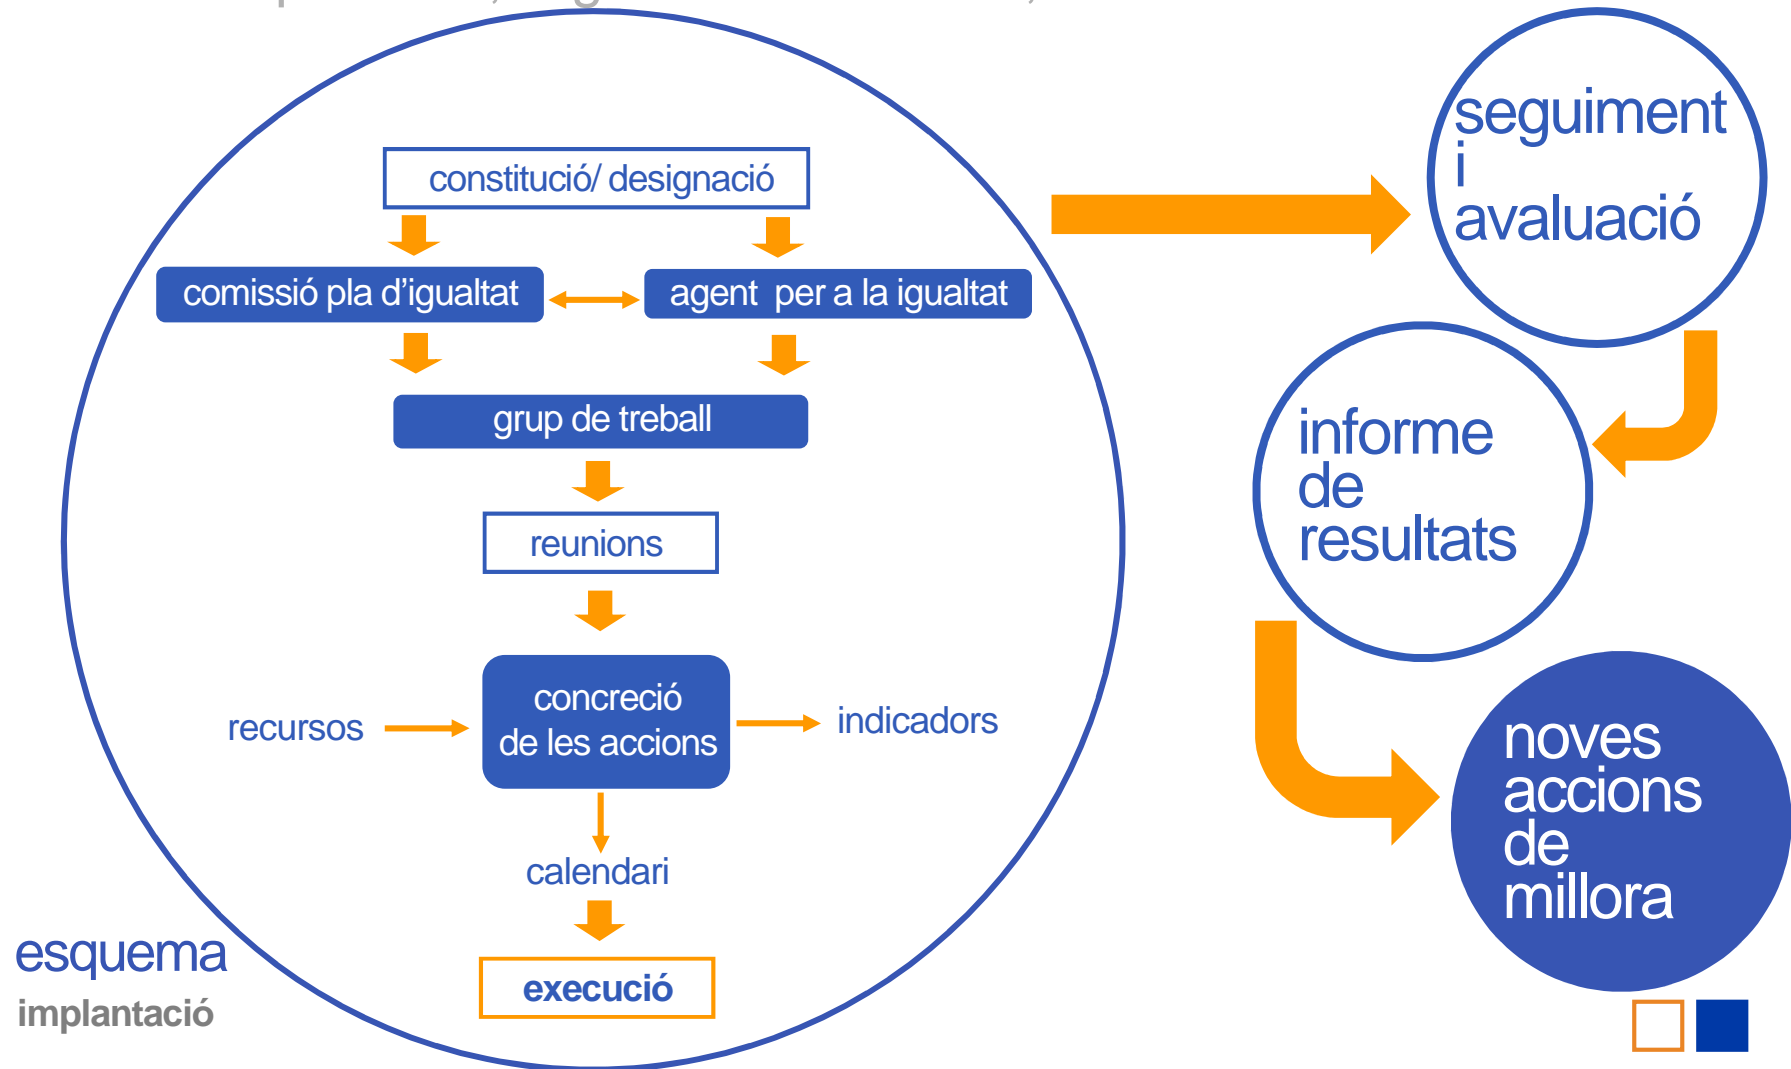 constitució/ designació
comissió pla d'igualtat
agent per a la igualtat
grup de treball
reunions
concreció
de les accions
recursos
indicadors
calendari
execució
esquema
implantació
seguiment
i
avaluació
informe
de
resultats
noves
accions
de
millora